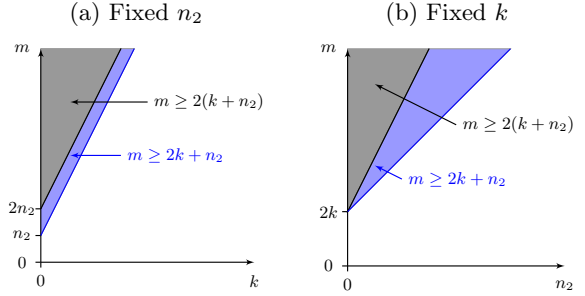 (a) Fixed n₂
m
m ≥ 2(k + n₂)
m ≥ 2k + n₂
2n₂
n₂
0
0
k
(b) Fixed k
m
m ≥ 2(k + n₂)
m ≥ 2k + n₂
2k
0
0
n₂